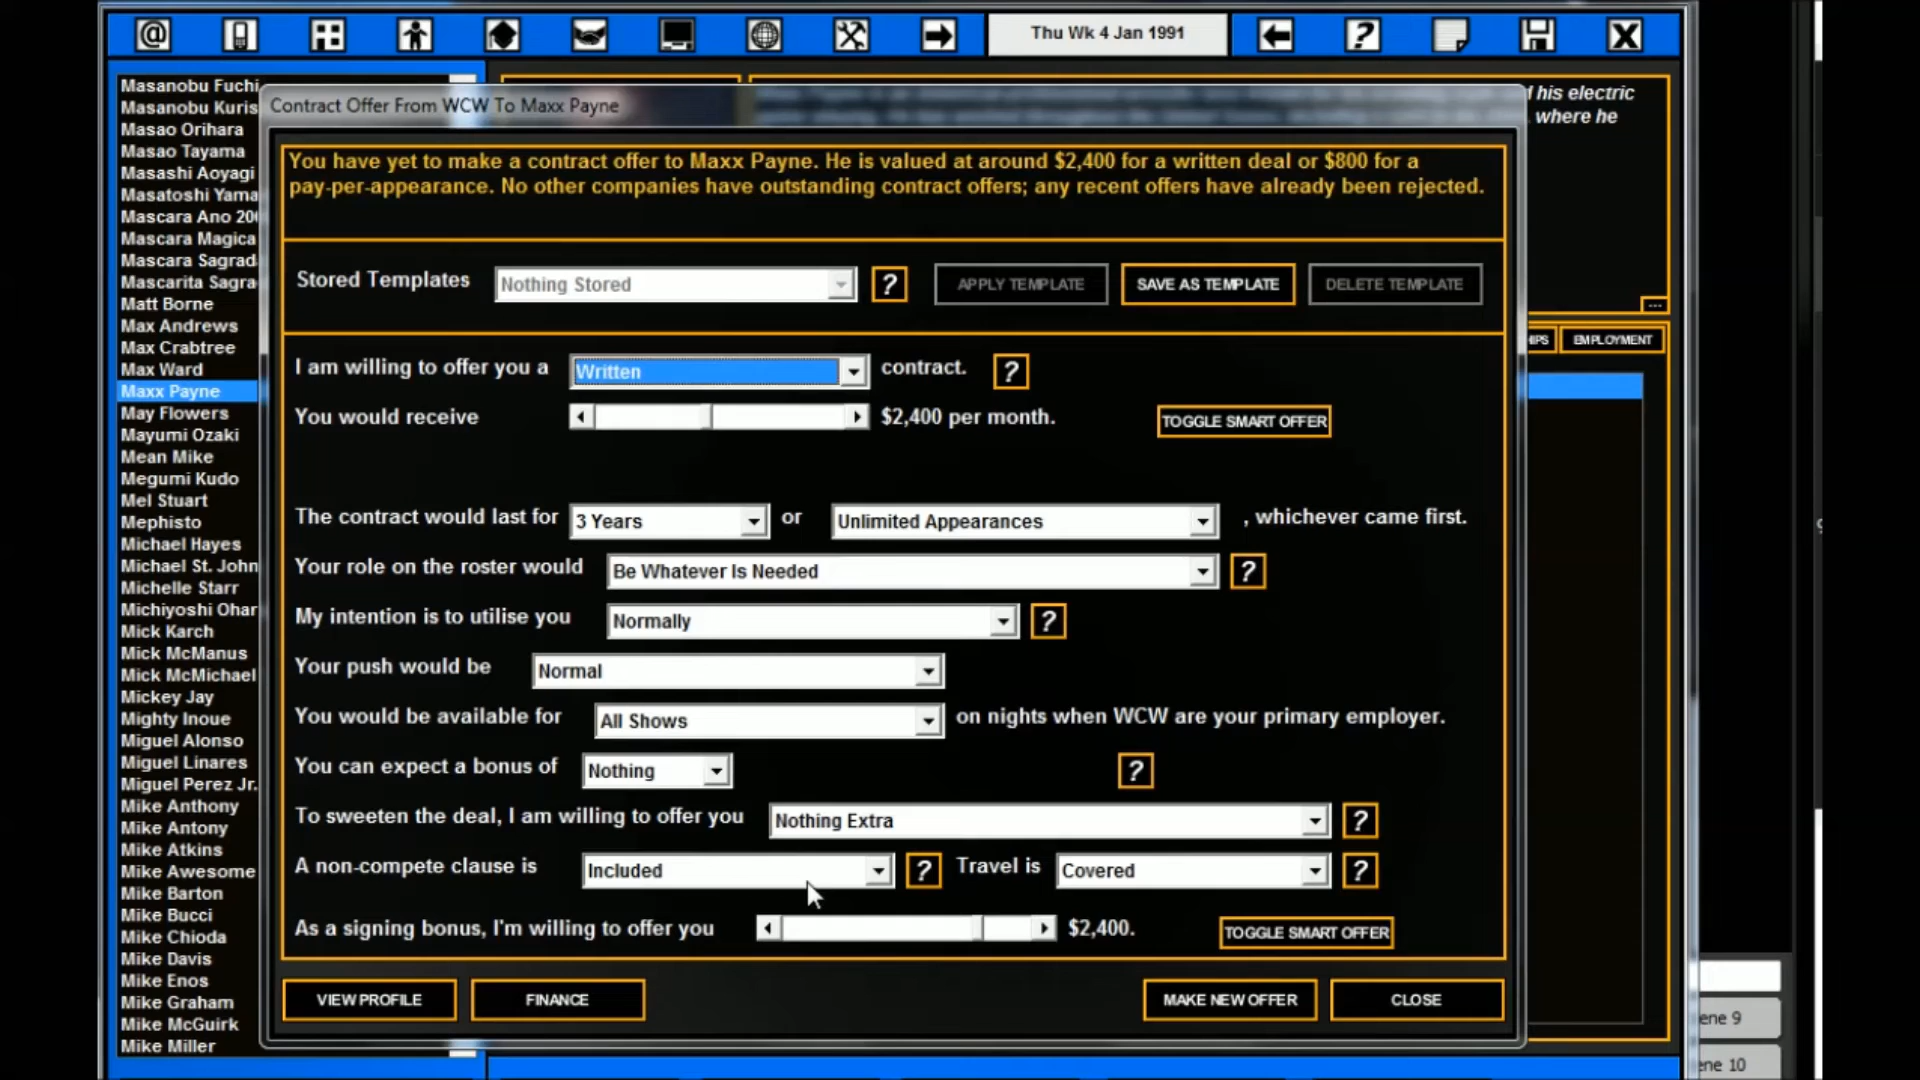 Thu Wk 4 Jan 1991
Masanobu Fuchi
Masanobu Kuris
Masao Orihara
Masao Tayama
Masashi Aoyagi
Masatoshi Yama
Mascara Ano 200
Mascara Magica
Mascara Sagrad
Mascarita Sagra
Matt Borne
Max Andrews
Max Crabtree
Max Ward
Maxx Payne
May Flowers
Mayumi Ozaki
Mean Mike
Megumi Kudo
Mel Stuart
Mephisto
Michael Hayes
Michael St. John
Michelle Starr
Michiyoshi Ohar
Mick Karch
Mick McManus
Mick McMichael
Mickey Jay
Mighty Inoue
Miguel Alonso
Miguel Linares
Miguel Perez Jr.
Mike Anthony
Mike Antony
Mike Atkins
Mike Awesome
Mike Barton
Mike Bucci
Mike Chioda
Mike Davis
Mike Enos
Mike Graham
Mike McGuirk
Mike Miller
Contract Offer From WCW To Maxx Payne
You have yet to make a contract offer to Maxx Payne. He is valued at around $2,400 for a written deal or $800 for a
pay-per-appearance. No other companies have outstanding contract offers; any recent offers have already been rejected.
Stored Templates Nothing Stored ? APPLY TEMPLATE SAVE AS TEMPLATE DELETE TEMPLATE
I am willing to offer you a Written contract. ?
You would receive $2,400 per month. TOGGLE SMART OFFER
The contract would last for 3 Years or Unlimited Appearances , whichever came first.
Your role on the roster would Be Whatever Is Needed ?
My intention is to utilise you Normally ?
Your push would be Normal
You would be available for All Shows on nights when WCW are your primary employer.
You can expect a bonus of Nothing ?
To sweeten the deal, I am willing to offer you Nothing Extra ?
A non-compete clause is Included ? Travel is Covered ?
As a signing bonus, I'm willing to offer you $2,400. TOGGLE SMART OFFER
VIEW PROFILE FINANCE MAKE NEW OFFER CLOSE
his electric
where he
...
HIPS EMPLOYMENT
ene 9
ene 10